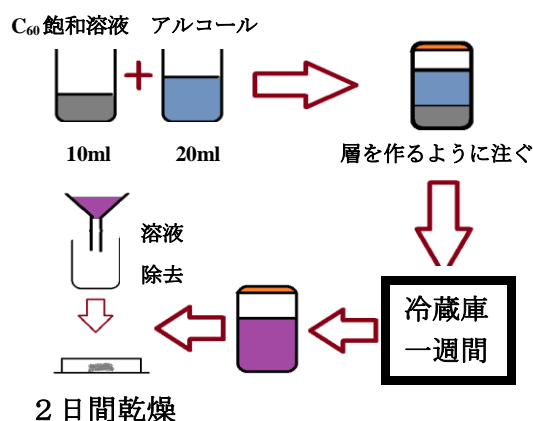 C₆₀飽和溶液 アルコール
10ml 20ml
層を作るように注ぐ
冷蔵庫
一週間
溶液
除去
２日間乾燥